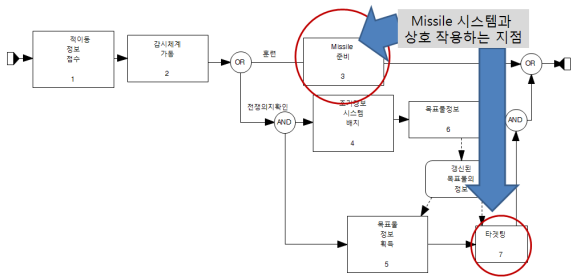 Missile 시스템과
상호 작용하는 지점
적이동
정보
접수
1
감시체계
가동
2
OR
훈련
Missile
준비
3
OR
전쟁의지확인
AND
조기정보
시스템
배치
4
목표물정보
6
AND
갱신된
목표물의
정보
목표물
정보
획득
5
타겟팅
7